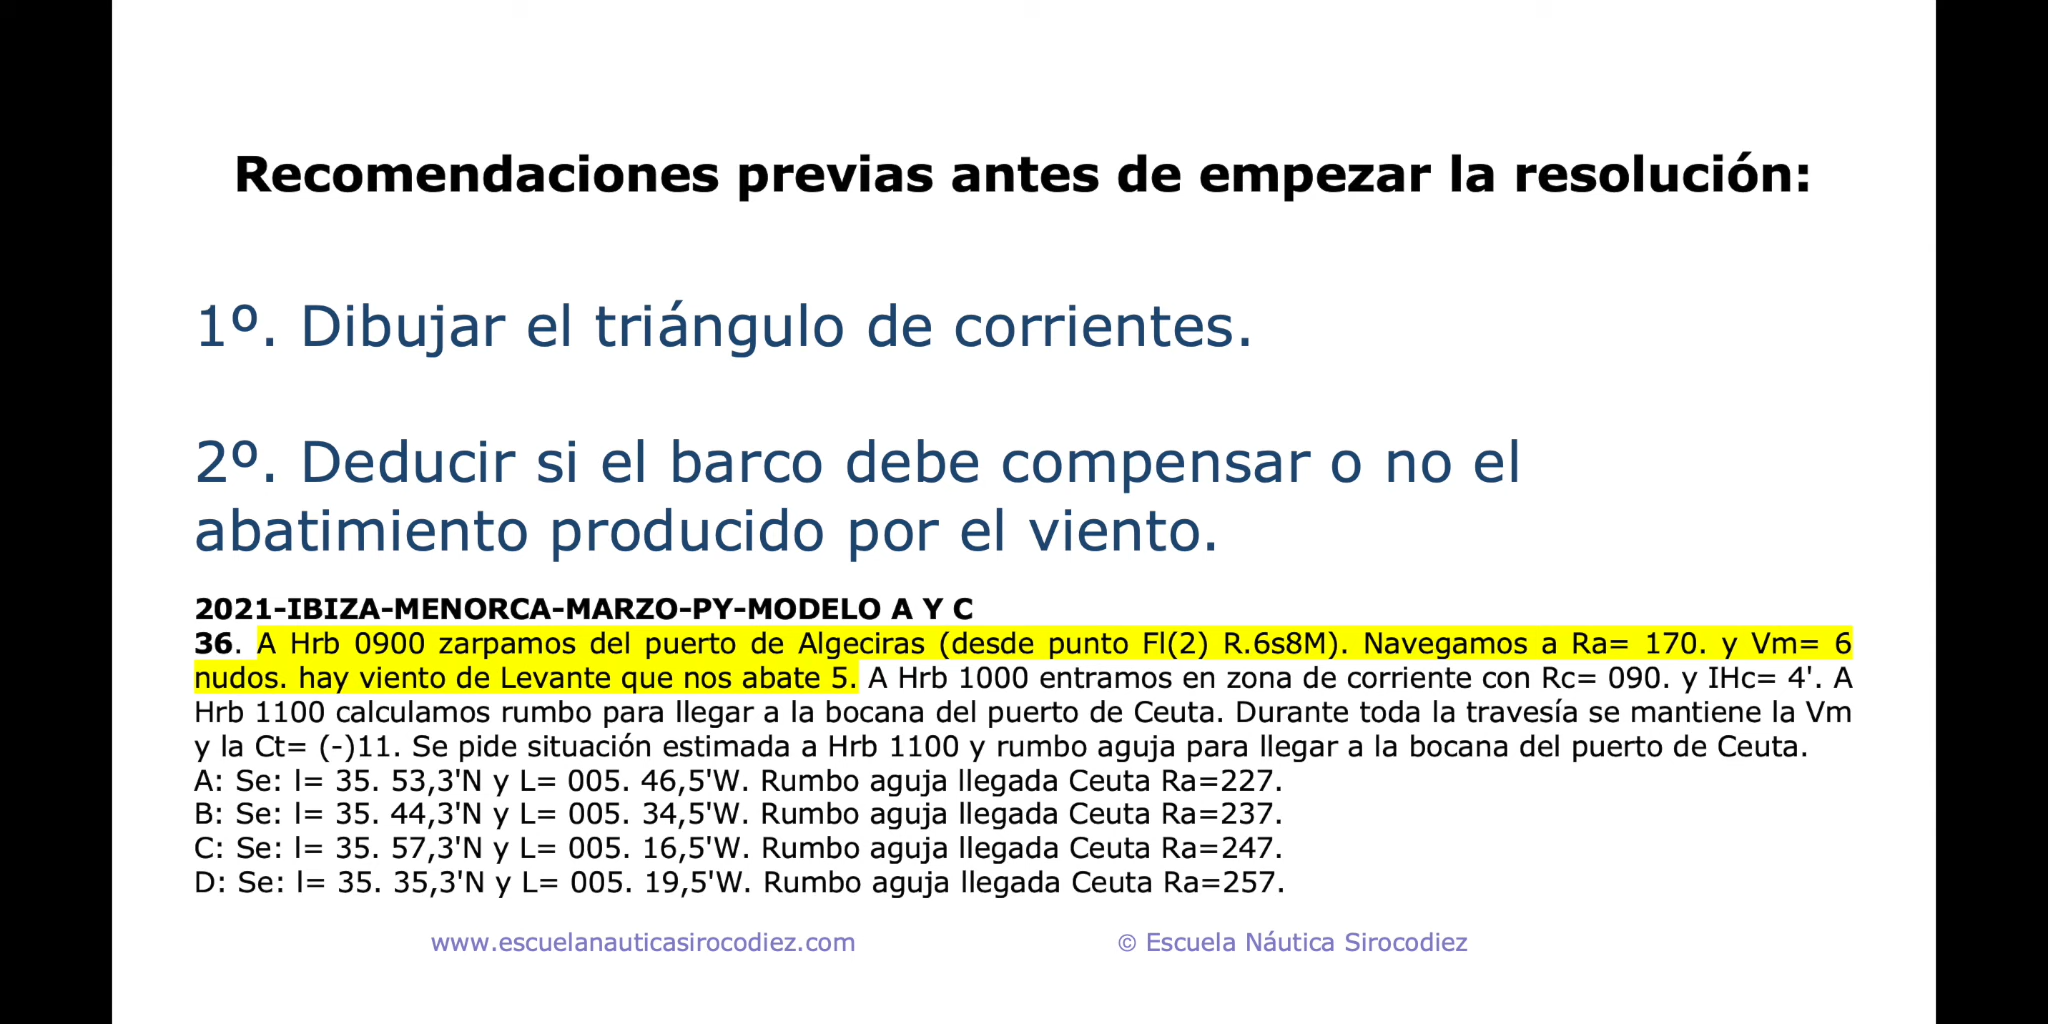 Recomendaciones previas antes de empezar la resolución:
1º. Dibujar el triángulo de corrientes.
2º. Deducir si el barco debe compensar o no el
abatimiento producido por el viento.
2021-IBIZA-MENORCA-MARZO-PY-MODELO A Y C
36. A Hrb 0900 zarpamos del puerto de Algeciras (desde punto Fl(2) R.6s8M). Navegamos a Ra= 170. y Vm= 6
nudos. hay viento de Levante que nos abate 5. A Hrb 1000 entramos en zona de corriente con Rc= 090. y IHc= 4'. A
Hrb 1100 calculamos rumbo para llegar a la bocana del puerto de Ceuta. Durante toda la travesía se mantiene la Vm
y la Ct= (-)11. Se pide situación estimada a Hrb 1100 y rumbo aguja para llegar a la bocana del puerto de Ceuta.
A: Se: l= 35. 53,3'N y L= 005. 46,5'W. Rumbo aguja llegada Ceuta Ra=227.
B: Se: l= 35. 44,3'N y L= 005. 34,5'W. Rumbo aguja llegada Ceuta Ra=237.
C: Se: l= 35. 57,3'N y L= 005. 16,5'W. Rumbo aguja llegada Ceuta Ra=247.
D: Se: l= 35. 35,3'N y L= 005. 19,5'W. Rumbo aguja llegada Ceuta Ra=257.
www.escuelanauticasirocodiez.com © Escuela Náutica Sirocodiez